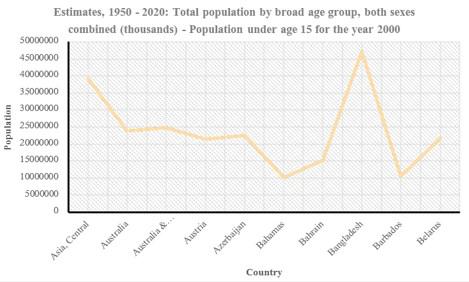 Estimates, 1950 - 2020: Total population by broad age group, both sexes
combined (thousands) - Population under age 15 for the year 2000
Population
50000000
45000000
40000000
35000000
30000000
25000000
20000000
15000000
10000000
5000000
0
Asia, Central
Australia
Australia &…
Austria
Azerbaijan
Bahamas
Bahrain
Bangladesh
Barbados
Belarus
Country